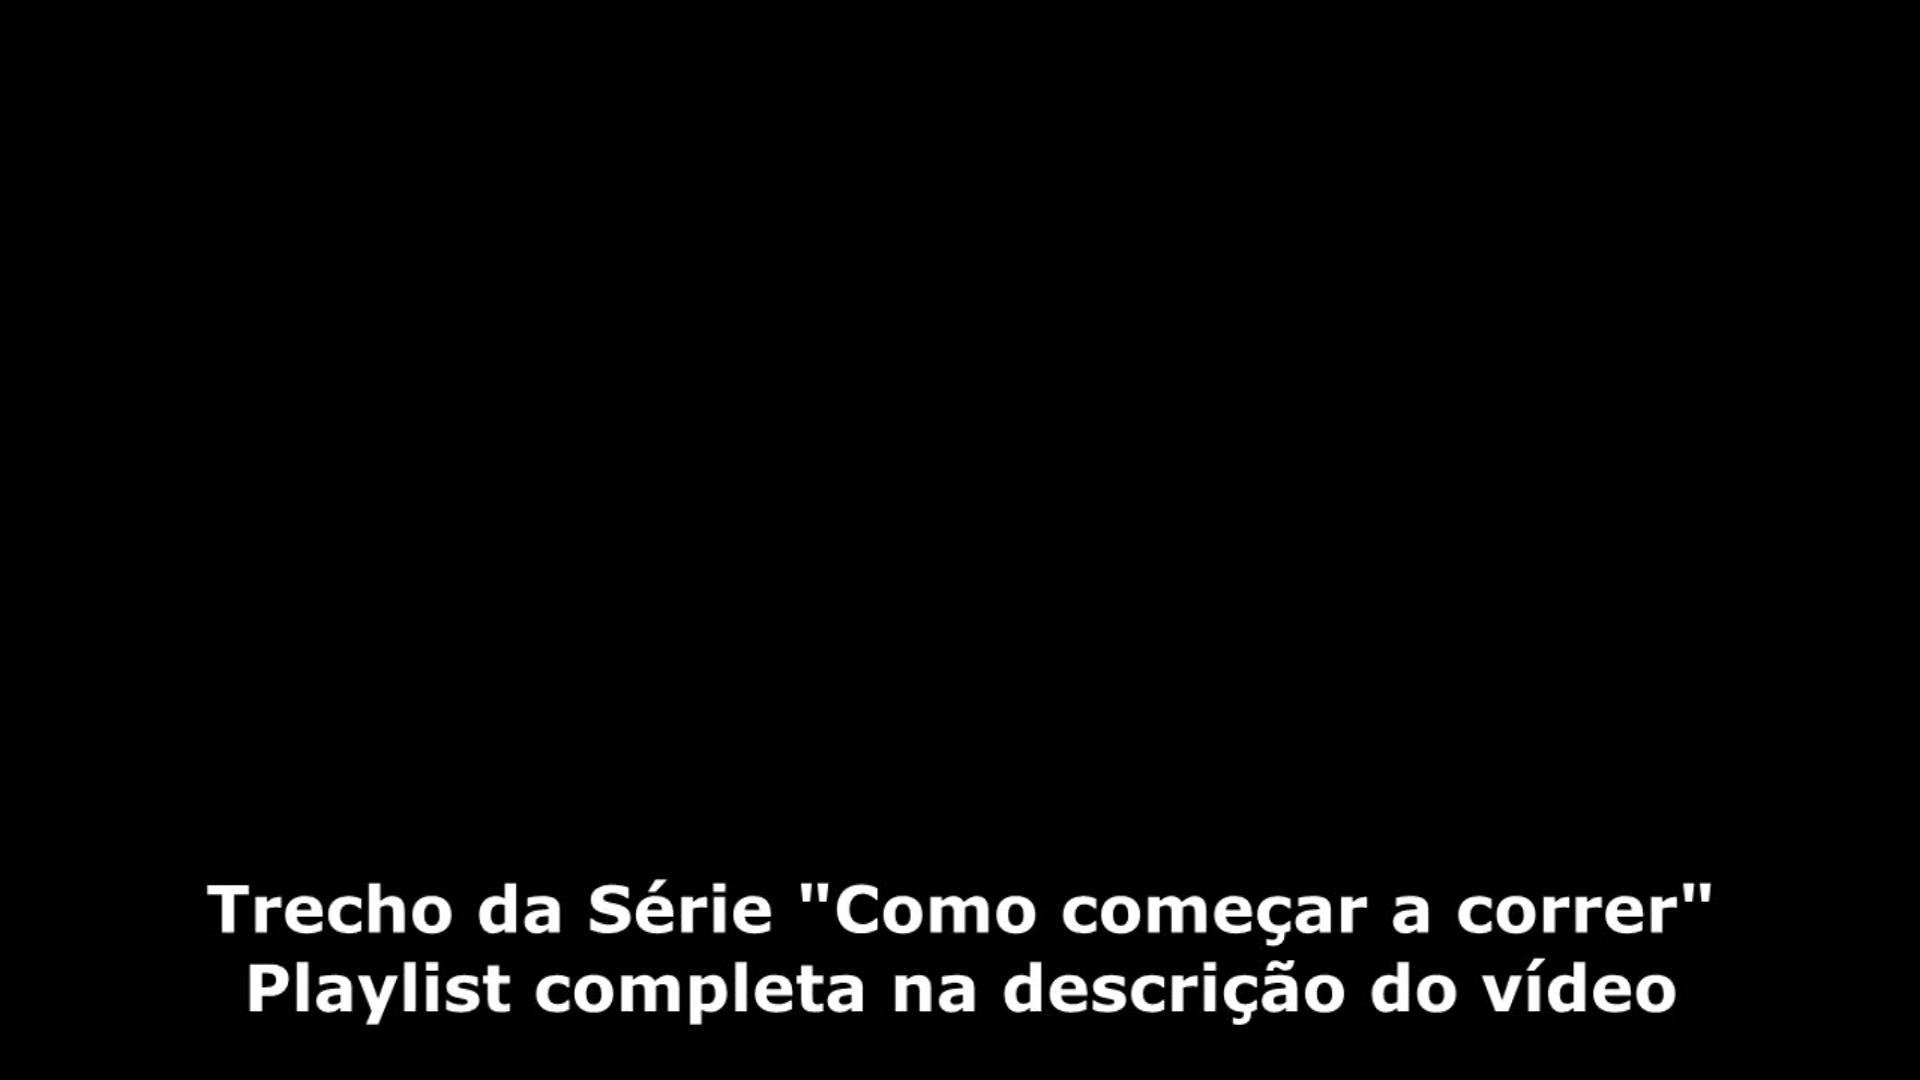 Trecho da Série "Como começar a correr"
Playlist completa na descrição do vídeo